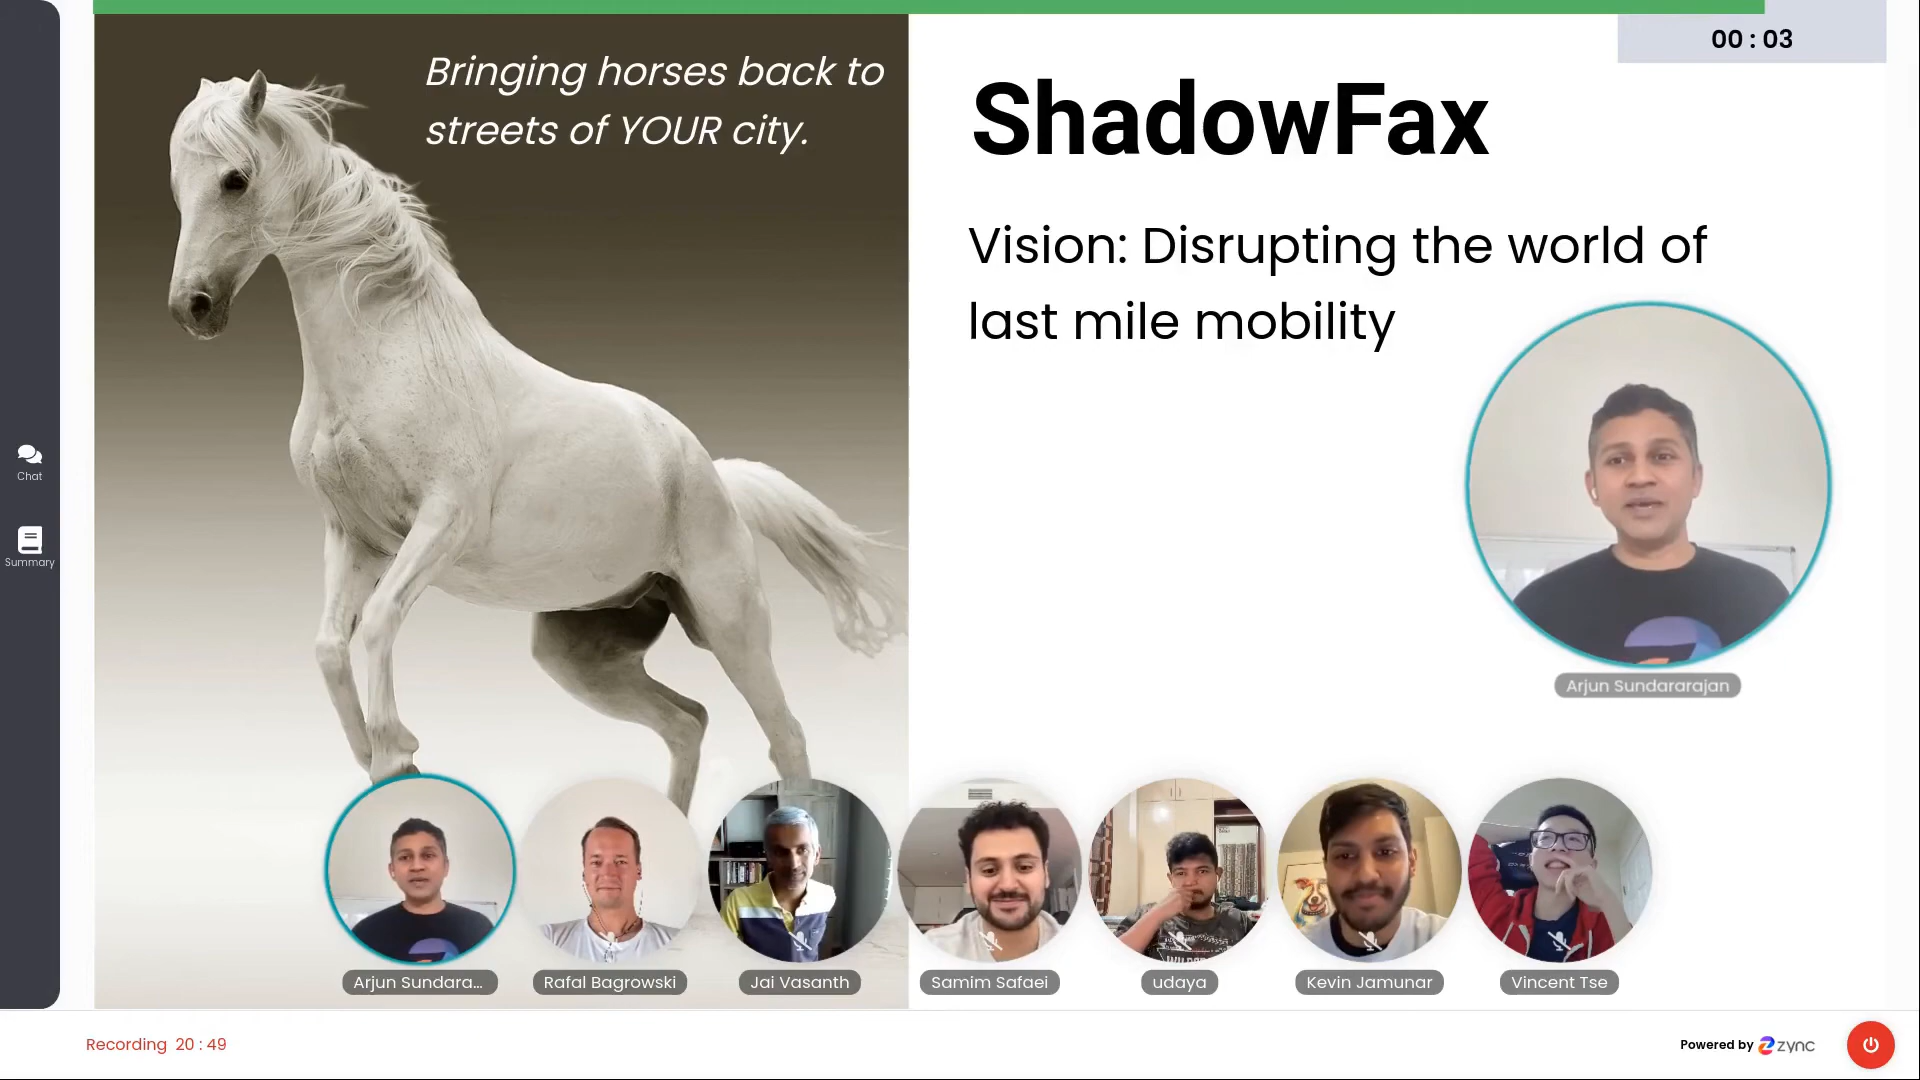 00 : 03
Bringing horses back to
streets of YOUR city.
ShadowFax
Vision: Disrupting the world of
last mile mobility
Chat
Summary
Arjun Sundararajan
Arjun Sundara...
Rafal Bagrowski
Jai Vasanth
Samim Safaei
udaya
Kevin Jamunar
Vincent Tse
Recording 20 : 49
Powered by zync